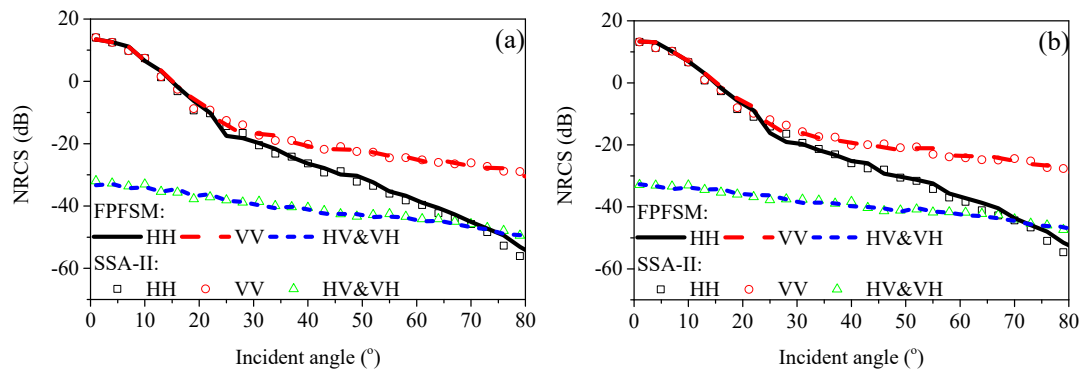 (a)
NRCS (dB)
20
0
-20
-40
-60
FPFSM:
HH VV HV&VH
SSA-II:
HH VV HV&VH
0 10 20 30 40 50 60 70 80
Incident angle (°)
(b)
NRCS (dB)
20
0
-20
-40
-60
FPFSM:
HH VV HV&VH
SSA-II:
HH VV HV&VH
0 10 20 30 40 50 60 70 80
Incident angle (°)